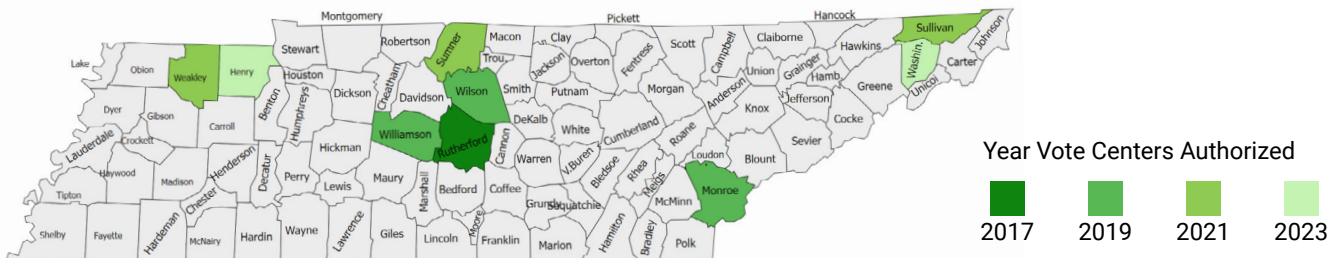 Montgomery
Pickett
Hancock
Stewart
Robertson
Sumner
Macon
Clay
Scott
Campbell
Claiborne
Hawkins
Sullivan
Johnson
Lake
Obion
Weakley
Henry
Houston
Trou.
Jackson
Overton
Fentress
Union
Grainger
Hamb.
Washin.
Carter
Unicoi
Greene
Dyer
Gibson
Carroll
Benton
Humphreys
Dickson
Cheatham
Davidson
Wilson
Smith
Putnam
Morgan
Anderson
Knox
Jefferson
Cocke
Lauderdale
Crockett
Haywood
Madison
Henderson
Decatur
Perry
Hickman
Williamson
Rutherford
Cannon
DeKalb
White
Cumberland
Roane
Loudon
Blount
Sevier
Tipton
Chester
Lewis
Maury
Marshall
Bedford
Coffee
Warren
V.Buren
Bledsoe
Rhea
Meigs
McMinn
Monroe
Shelby
Fayette
Hardeman
McNairy
Hardin
Wayne
Lawrence
Giles
Lincoln
Moore
Franklin
Grundy
Sequatchie
Marion
Hamilton
Bradley
Polk
Year Vote Centers Authorized
2017 2019 2021 2023